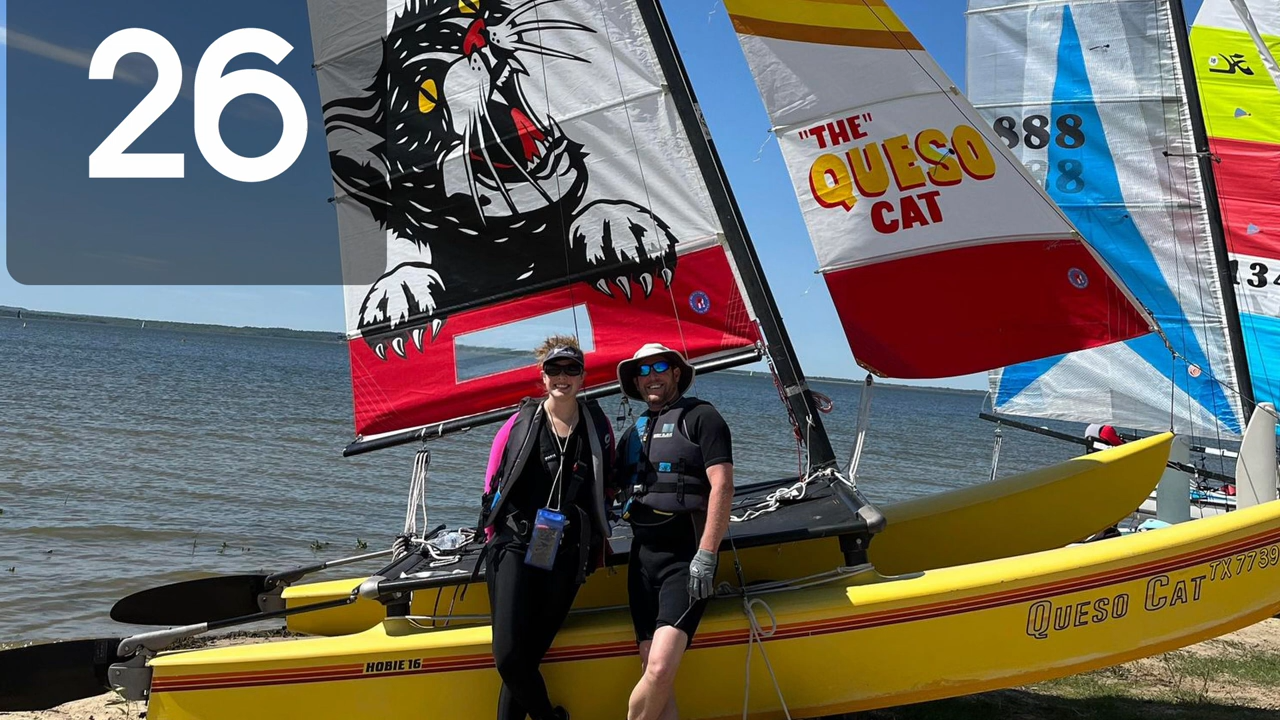 26
"THE"
QUESO
CAT
888
HOBIE 16
QUESO CAT TX 7739